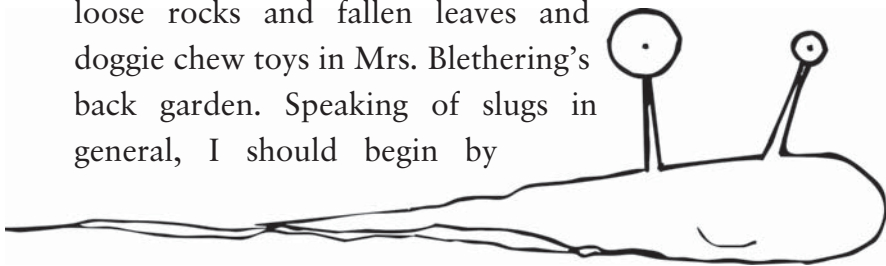 loose rocks and fallen leaves and
doggie chew toys in Mrs. Blethering’s
back garden. Speaking of slugs in
general, I should begin by